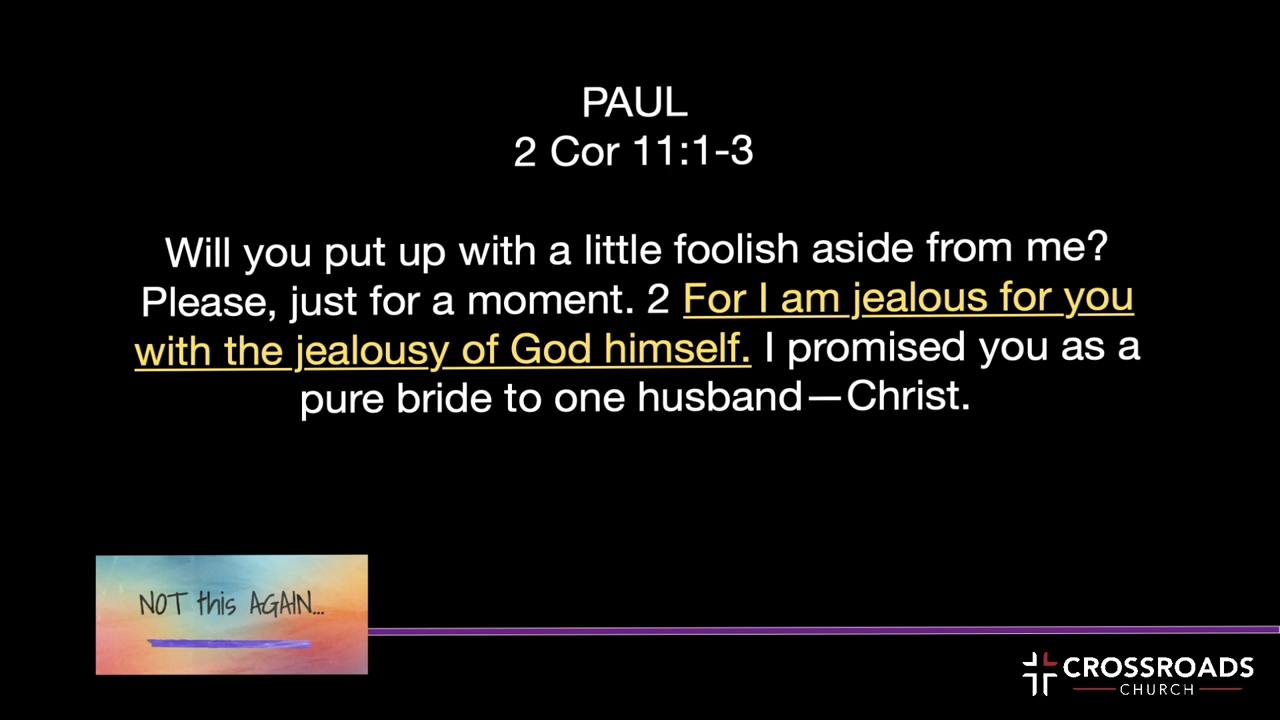 PAUL
2 Cor 11:1-3
Will you put up with a little foolish aside from me?
Please, just for a moment. 2 For I am jealous for you
with the jealousy of God himself. I promised you as a
pure bride to one husband—Christ.
NOT this AGAIN...
CROSSROADS
CHURCH